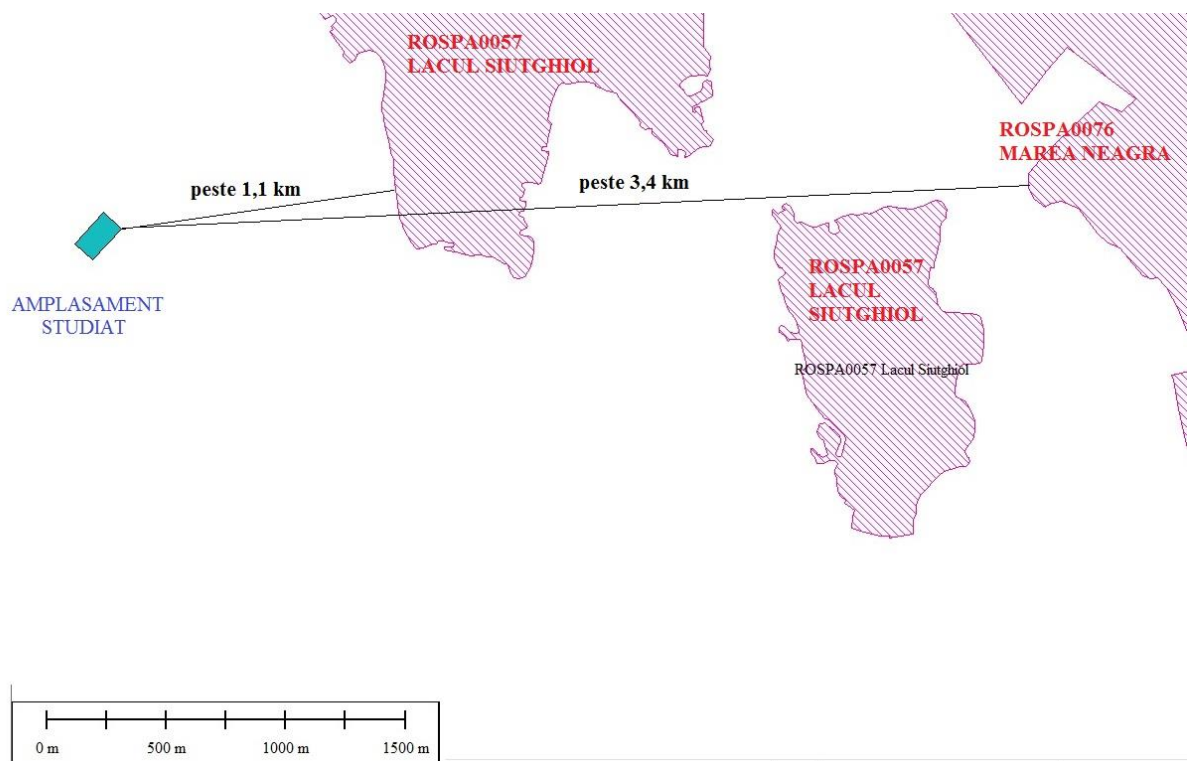 ROSPA0057
LACUL SIUTGHIOL
ROSPA0076
MAREA NEAGRA
peste 1,1 km
peste 3,4 km
AMPLASAMENT
STUDIAT
ROSPA0057
LACUL
SIUTGHIOL
ROSPA0057 Lacul Siutghiol
0 m 500 m 1000 m 1500 m